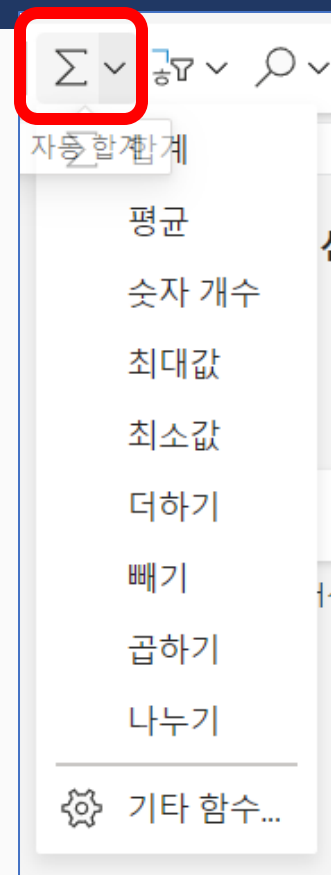 자동 합계
합계
평균
숫자 개수
최대값
최소값
더하기
빼기
곱하기
나누기
기타 함수...